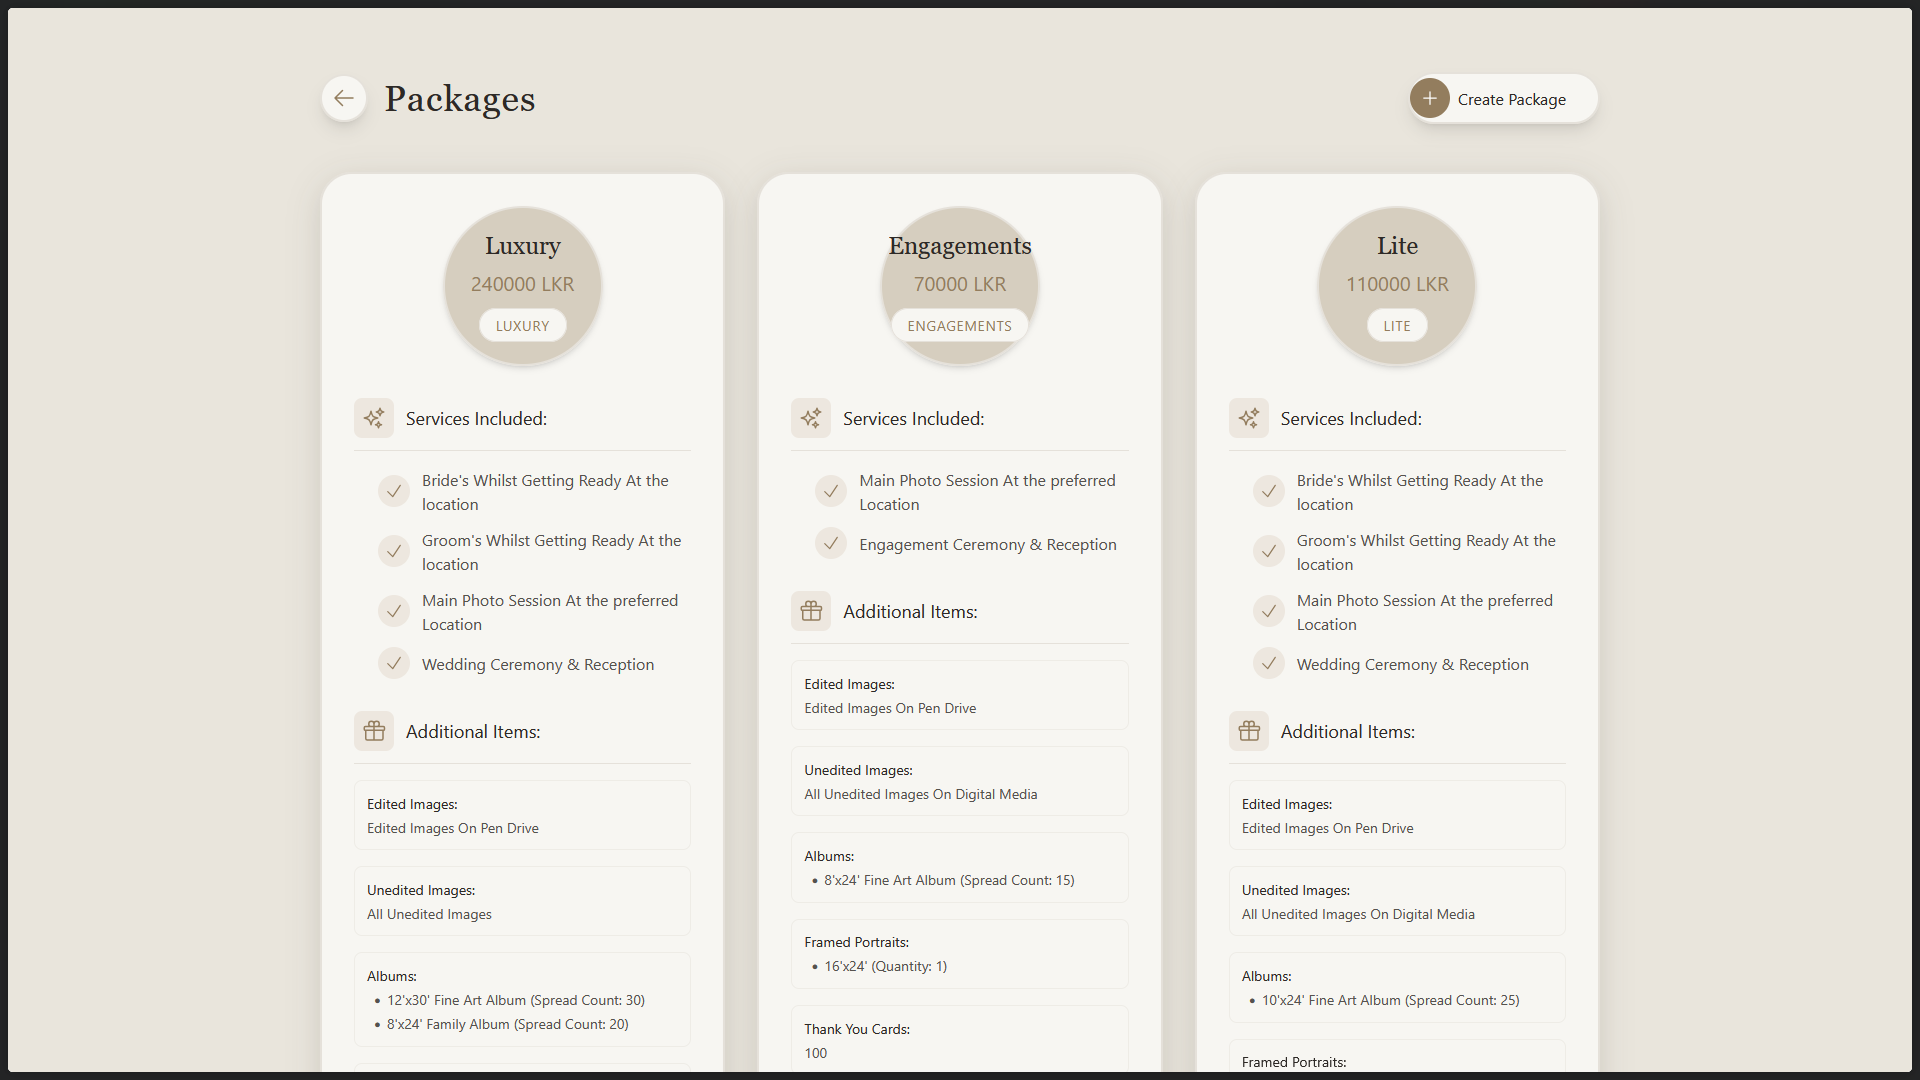 Packages
Create Package
Luxury
240000 LKR
LUXURY
Services Included:
Bride's Whilst Getting Ready At the
location
Groom's Whilst Getting Ready At the
location
Main Photo Session At the preferred
Location
Wedding Ceremony & Reception
Additional Items:
Edited Images:
Edited Images On Pen Drive
Unedited Images:
All Unedited Images
Albums:
• 12'x30' Fine Art Album (Spread Count: 30)
• 8'x24' Family Album (Spread Count: 20)
Engagements
70000 LKR
ENGAGEMENTS
Services Included:
Main Photo Session At the preferred
Location
Engagement Ceremony & Reception
Additional Items:
Edited Images:
Edited Images On Pen Drive
Unedited Images:
All Unedited Images On Digital Media
Albums:
• 8'x24' Fine Art Album (Spread Count: 15)
Framed Portraits:
• 16'x24' (Quantity: 1)
Thank You Cards:
100
Lite
110000 LKR
LITE
Services Included:
Bride's Whilst Getting Ready At the
location
Groom's Whilst Getting Ready At the
location
Main Photo Session At the preferred
Location
Wedding Ceremony & Reception
Additional Items:
Edited Images:
Edited Images On Pen Drive
Unedited Images:
All Unedited Images On Digital Media
Albums:
• 10'x24' Fine Art Album (Spread Count: 25)
Framed Portraits: